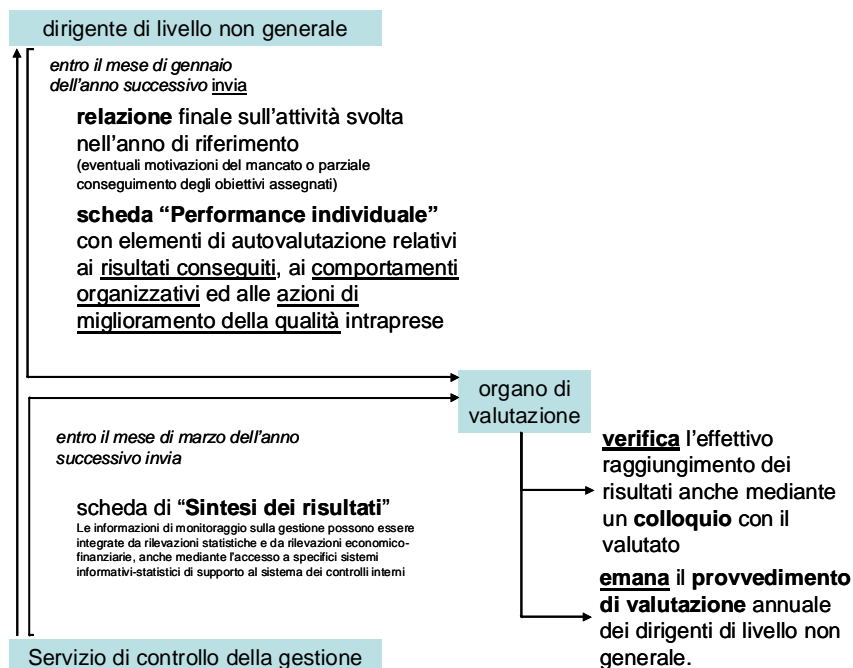 dirigente di livello non generale
entro il mese di gennaio
dell'anno successivo invia
relazione finale sull'attività svolta
nell'anno di riferimento
(eventuali motivazioni del mancato o parziale
conseguimento degli obiettivi assegnati)
scheda “Performance individuale”
con elementi di autovalutazione relativi
ai risultati conseguiti, ai comportamenti
organizzativi ed alle azioni di
miglioramento della qualità intraprese
organo di
valutazione
entro il mese di marzo dell'anno
successivo invia
scheda di “Sintesi dei risultati”
Le informazioni di monitoraggio sulla gestione possono essere
integrate da rilevazioni statistiche e da rilevazioni economico-
finanziarie, anche mediante l'accesso a specifici sistemi
informativi-statistici di supporto al sistema dei controlli interni
verifica l'effettivo
raggiungimento dei
risultati anche mediante
un colloquio con il
valutato
emana il provvedimento
di valutazione annuale
dei dirigenti di livello non
generale.
Servizio di controllo della gestione